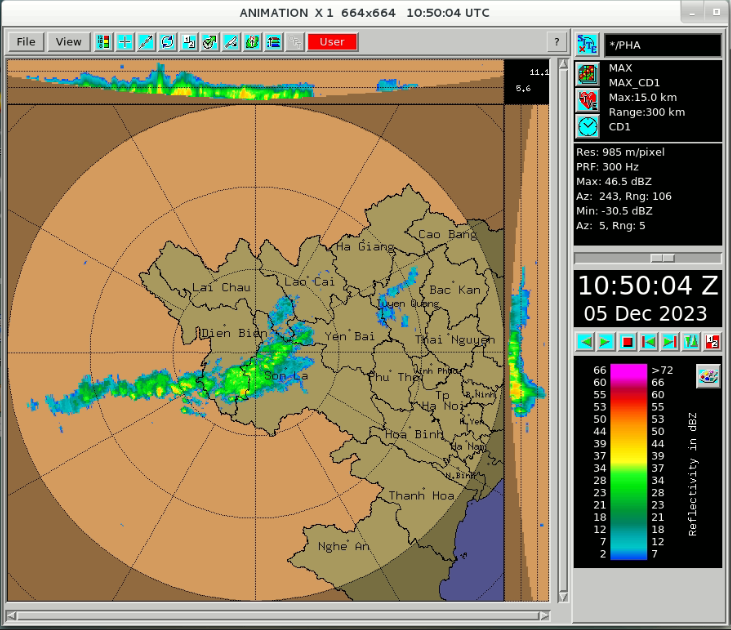 ANIMATION X 1 664x664 10:50:04 UTC
File View User ?
*/PHA
MAX
MAX_CD1
Max:15.0 km
Range:300 km
CD1
11.1
5.6
Res: 985 m/pixel
PRF: 300 Hz
Max: 46.5 dBZ
Az: 243, Rng: 106
Min: -30.5 dBZ
Az: 5, Rng: 5
10:50:04 Z
05 Dec 2023
Cao Bang
Ha Giang
Lai Chau
Lao Cai
Bac Kan
Tuyen Quang
Dien Bien
Yen Bai
Thai Nguyen
Son La
Phu Tho
Vinh Phuc
Tp
Ha Noi
B.Ninh
H.Yen
Hoa Binh
Ha Nam
N.Binh
Thanh Hoa
Nghe An
66 >72
60 66
55 60
53 55
50 53
44 50
39 44
37 39
34 37
28 34
23 28
21 23
18 21
12 18
7 12
2 7
Reflectivity in dBZ